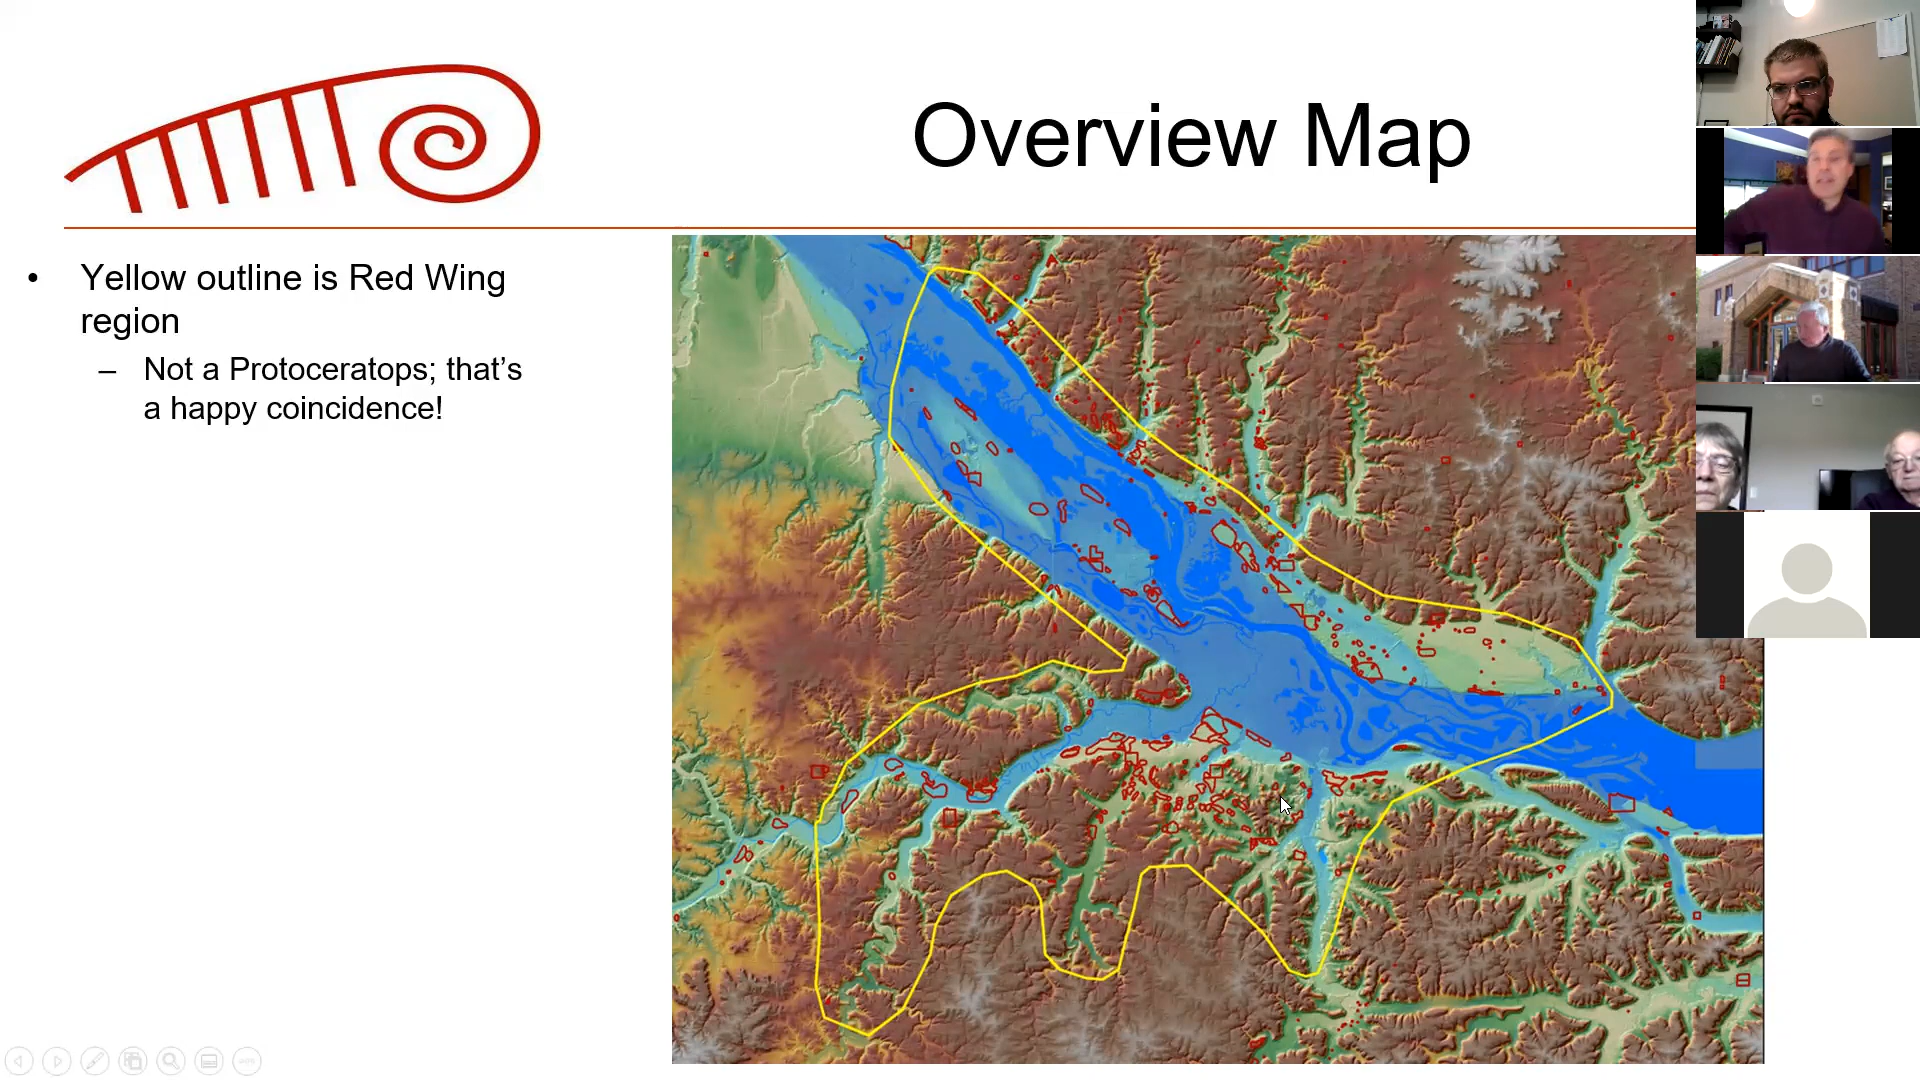 Overview Map
• Yellow outline is Red Wing
region
– Not a Protoceratops; that’s
a happy coincidence!